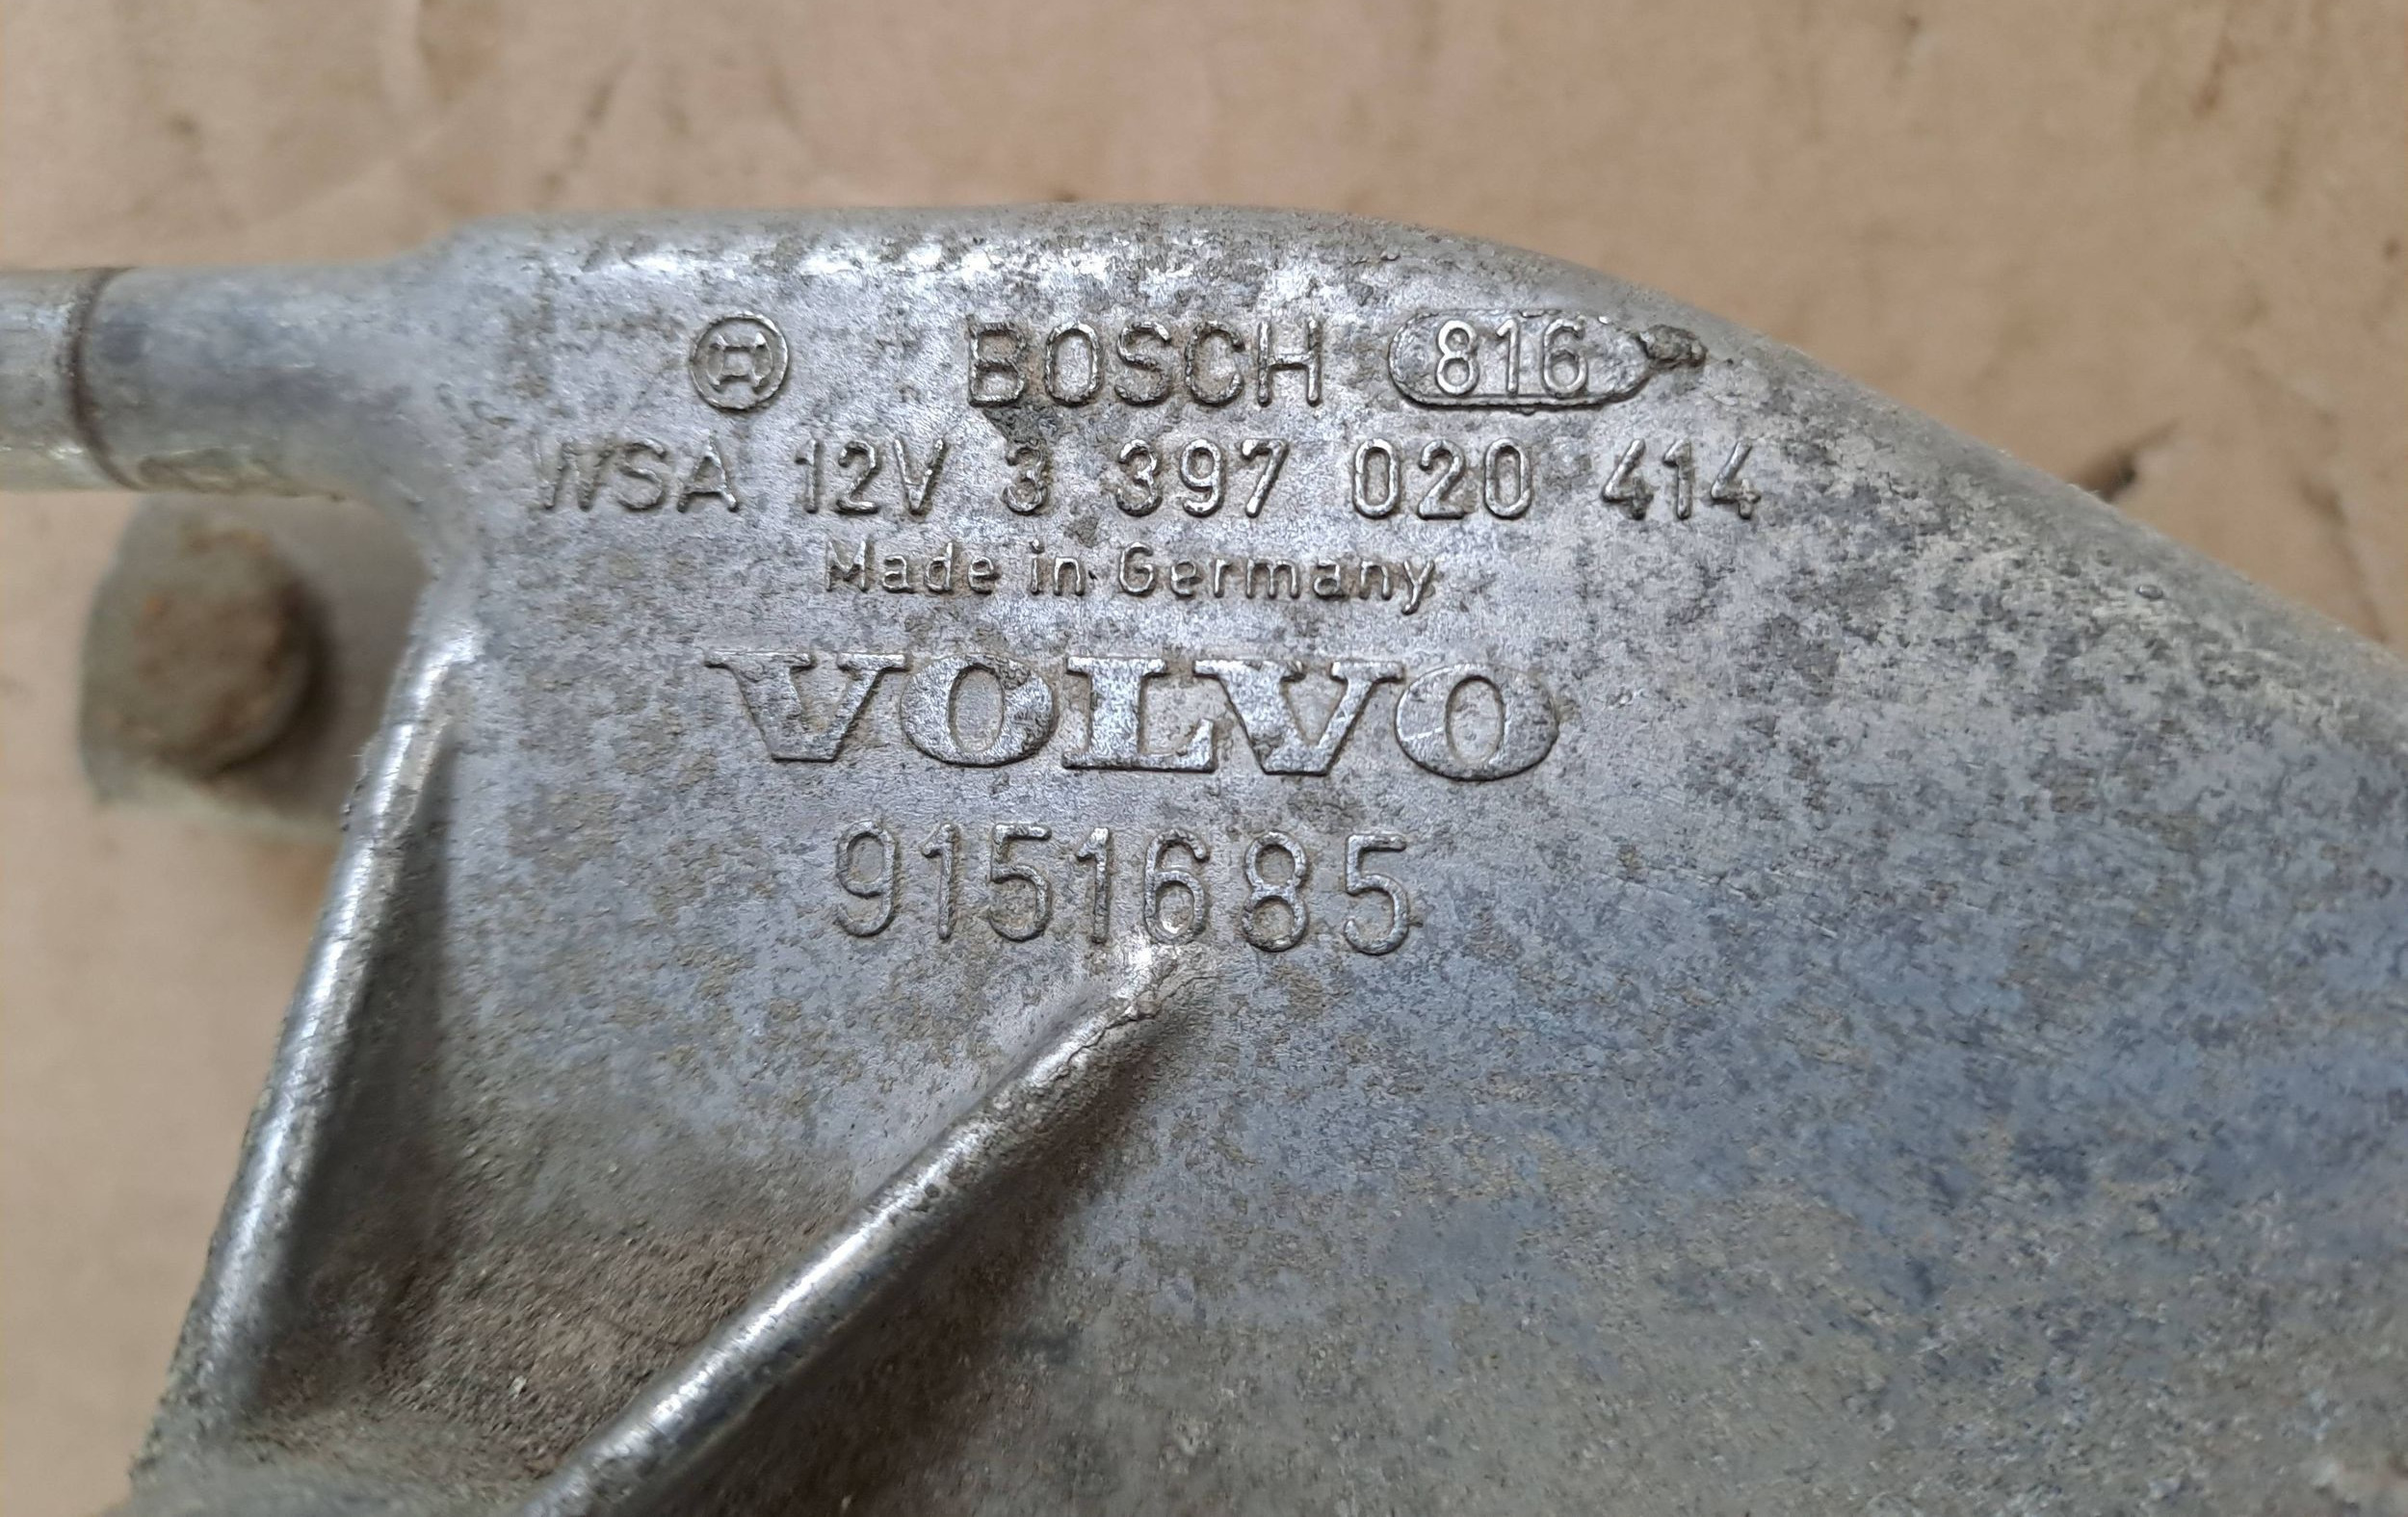 BOSCH 816
WSA 12V 3 397 020 414
Made in Germany
VOLVO
9151685